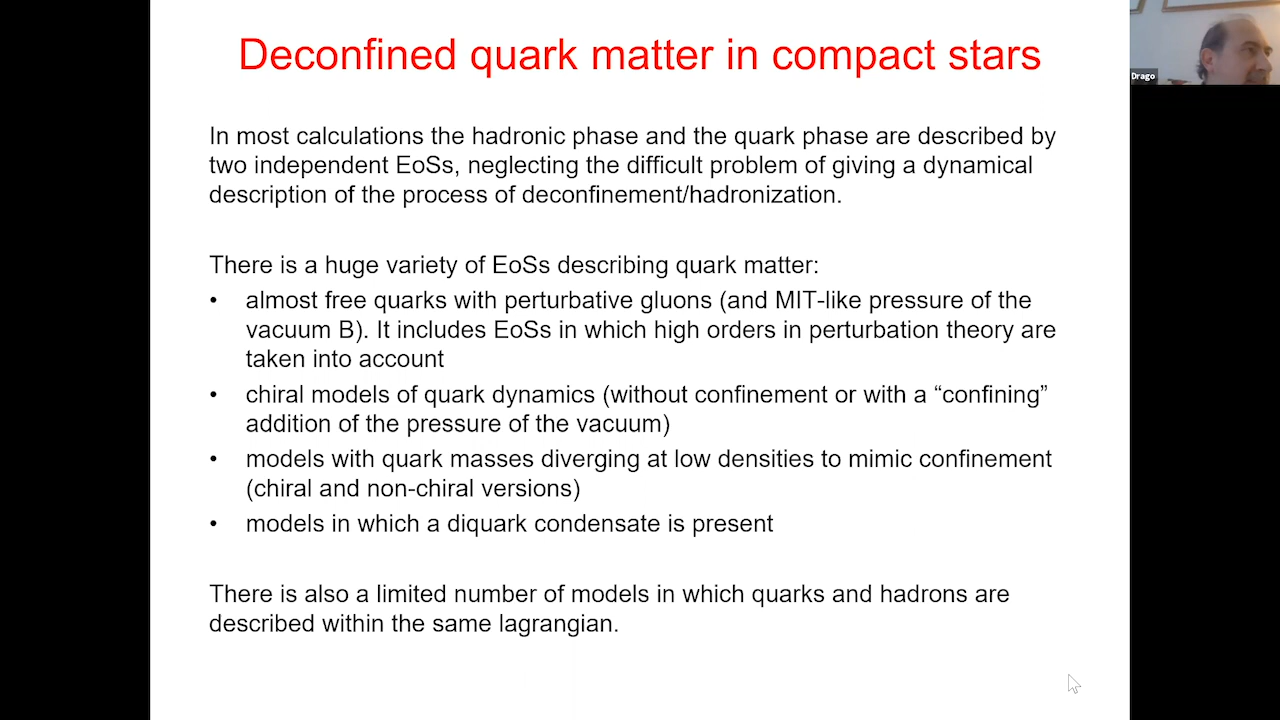 Deconfined quark matter in compact stars
Drago
In most calculations the hadronic phase and the quark phase are described by
two independent EoSs, neglecting the difficult problem of giving a dynamical
description of the process of deconfinement/hadronization.
There is a huge variety of EoSs describing quark matter:
• almost free quarks with perturbative gluons (and MIT-like pressure of the
vacuum B). It includes EoSs in which high orders in perturbation theory are
taken into account
• chiral models of quark dynamics (without confinement or with a “confining”
addition of the pressure of the vacuum)
• models with quark masses diverging at low densities to mimic confinement
(chiral and non-chiral versions)
• models in which a diquark condensate is present
There is also a limited number of models in which quarks and hadrons are
described within the same lagrangian.